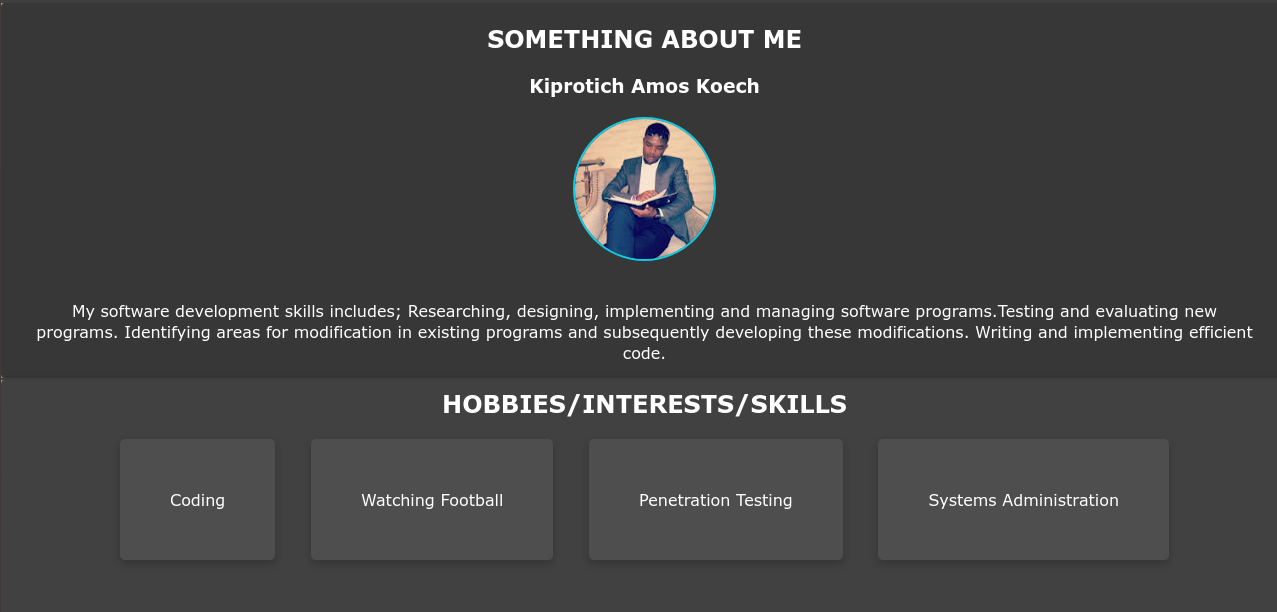 SOMETHING ABOUT ME
Kiprotich Amos Koech
My software development skills includes; Researching, designing, implementing and managing software programs.Testing and evaluating new
programs. Identifying areas for modification in existing programs and subsequently developing these modifications. Writing and implementing efficient
code.
HOBBIES/INTERESTS/SKILLS
Coding
Watching Football
Penetration Testing
Systems Administration